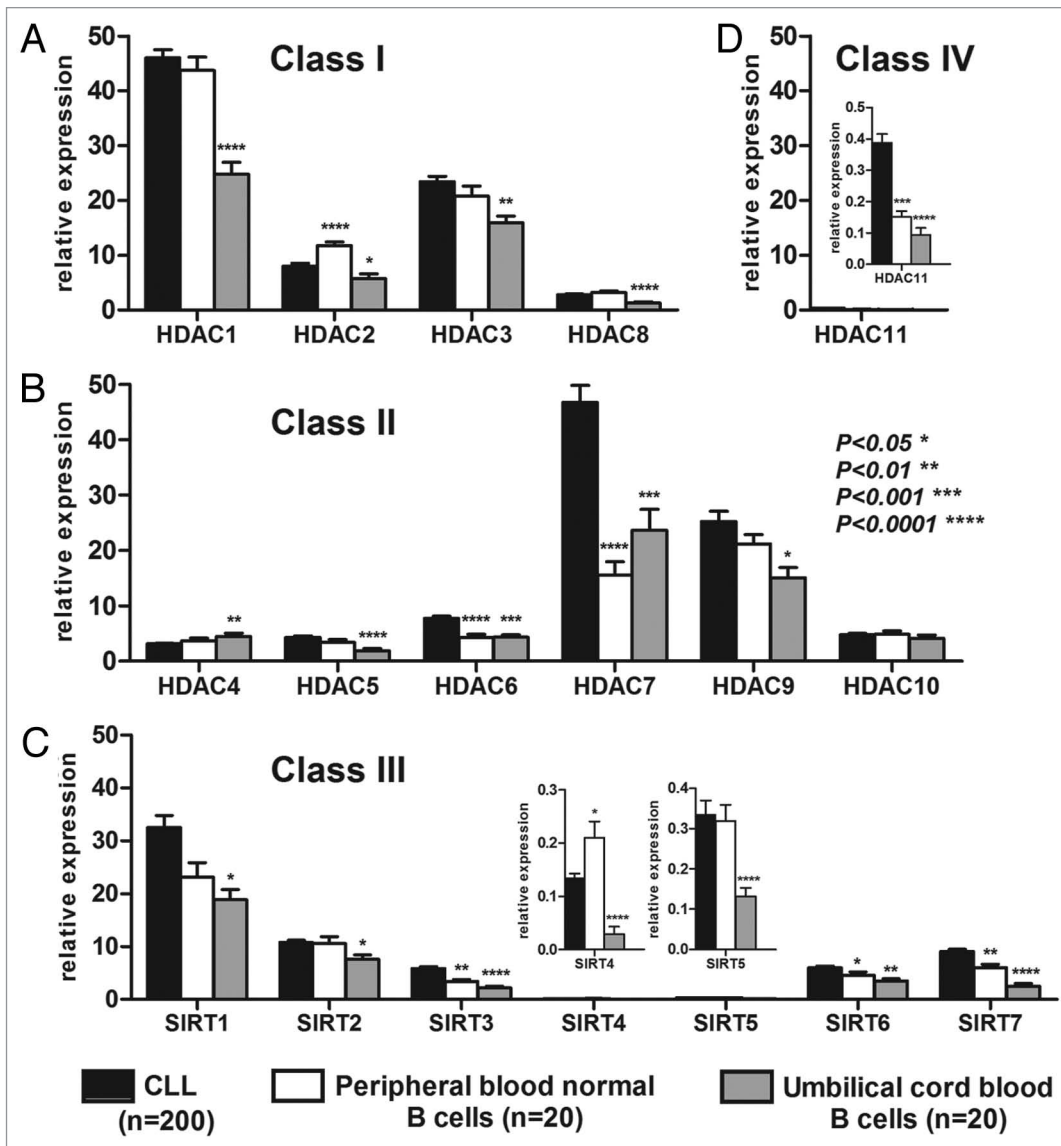 A
Class I
relative expression
50
40
30
20
10
0
****
****
*
**
****
HDAC1 HDAC2 HDAC3 HDAC8
D
Class IV
relative expression
50
40
30
20
10
0
relative expression
0.5
0.4
0.3
0.2
0.1
0.0
***
****
HDAC11
HDAC11
B
Class II
relative expression
50
40
30
20
10
0
**
****
**** ***
****
***
*
HDAC4 HDAC5 HDAC6 HDAC7 HDAC9 HDAC10
P<0.05 *
P<0.01 **
P<0.001 ***
P<0.0001 ****
C
Class III
relative expression
50
40
30
20
10
0
*
*
** ****
* **
** ****
relative expression
0.3
0.2
0.1
0.0
*
****
SIRT4
relative expression
0.4
0.3
0.2
0.1
0.0
****
SIRT5
SIRT1 SIRT2 SIRT3 SIRT4 SIRT5 SIRT6 SIRT7
CLL
(n=200)
Peripheral blood normal
B cells (n=20)
Umbilical cord blood
B cells (n=20)